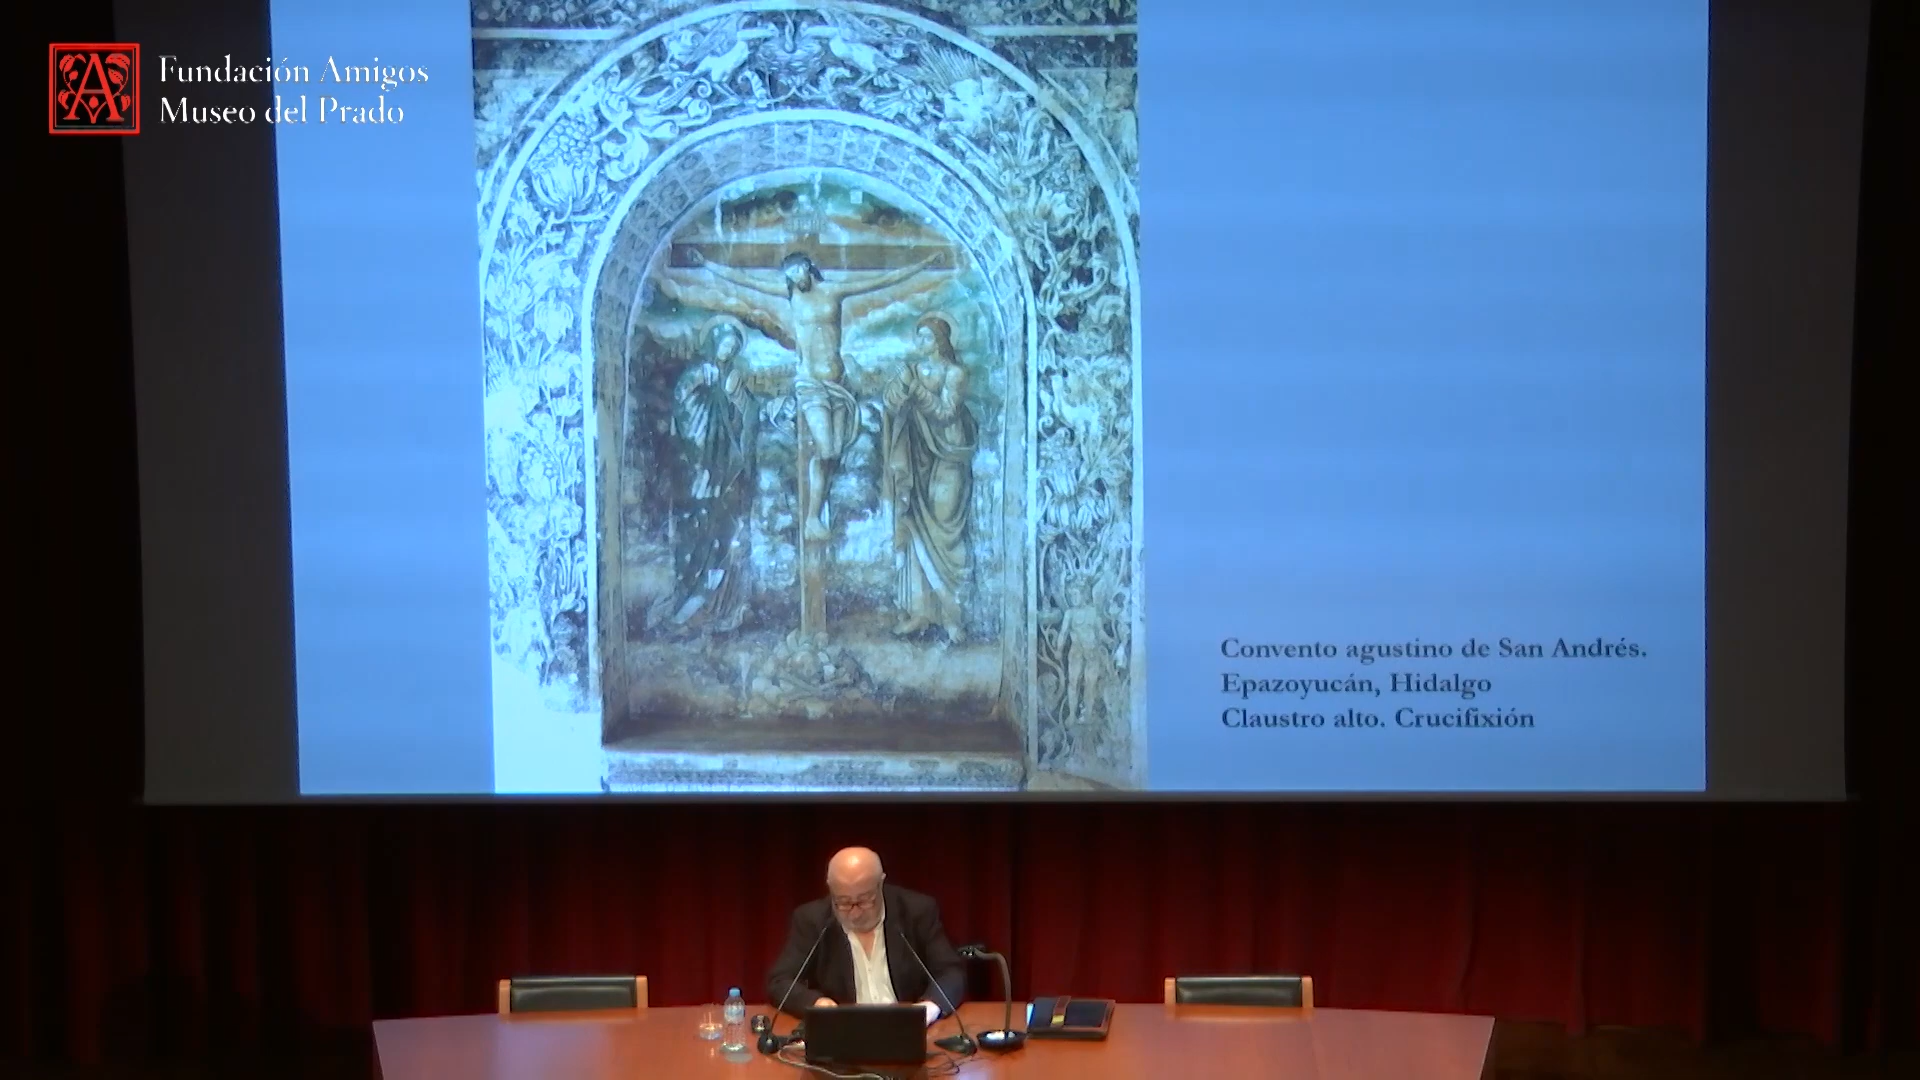 Fundación Amigos
Museo del Prado
Convento agustino de San Andrés.
Epazoyucán, Hidalgo
Claustro alto. Crucifixión